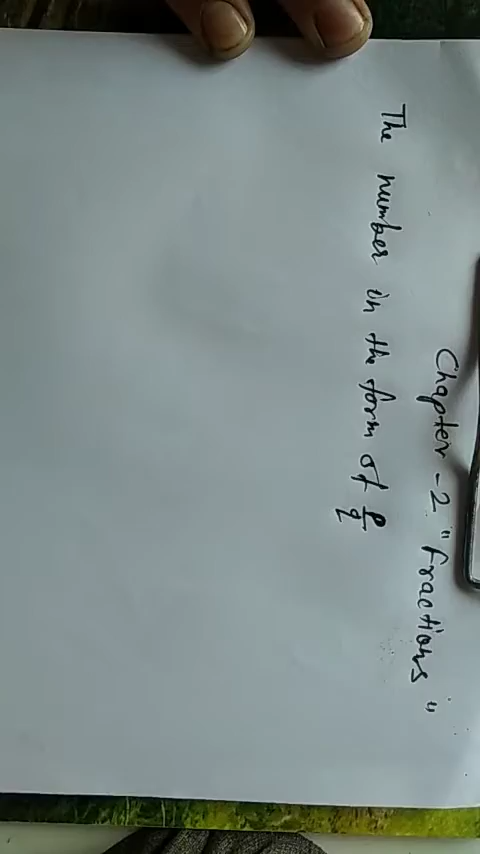 Chapter - 2 "fractions"
The number in the form of p/q